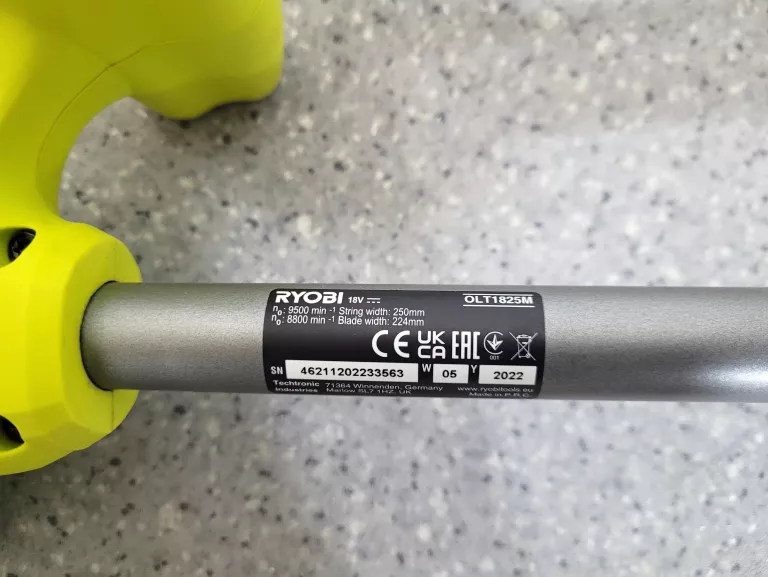 RYOBI 18V OLT1825M
n₀: 9500 min -1 String width: 250mm
n₀: 8800 min -1 Blade width: 224mm
CE UK CA EAC 001
SN 46211202233563 W 05 Y 2022
Techtronic Industries 71364 Winnenden, Germany www.ryobitools.eu
Marlow SL7 1HZ. UK Made in P.R.C.